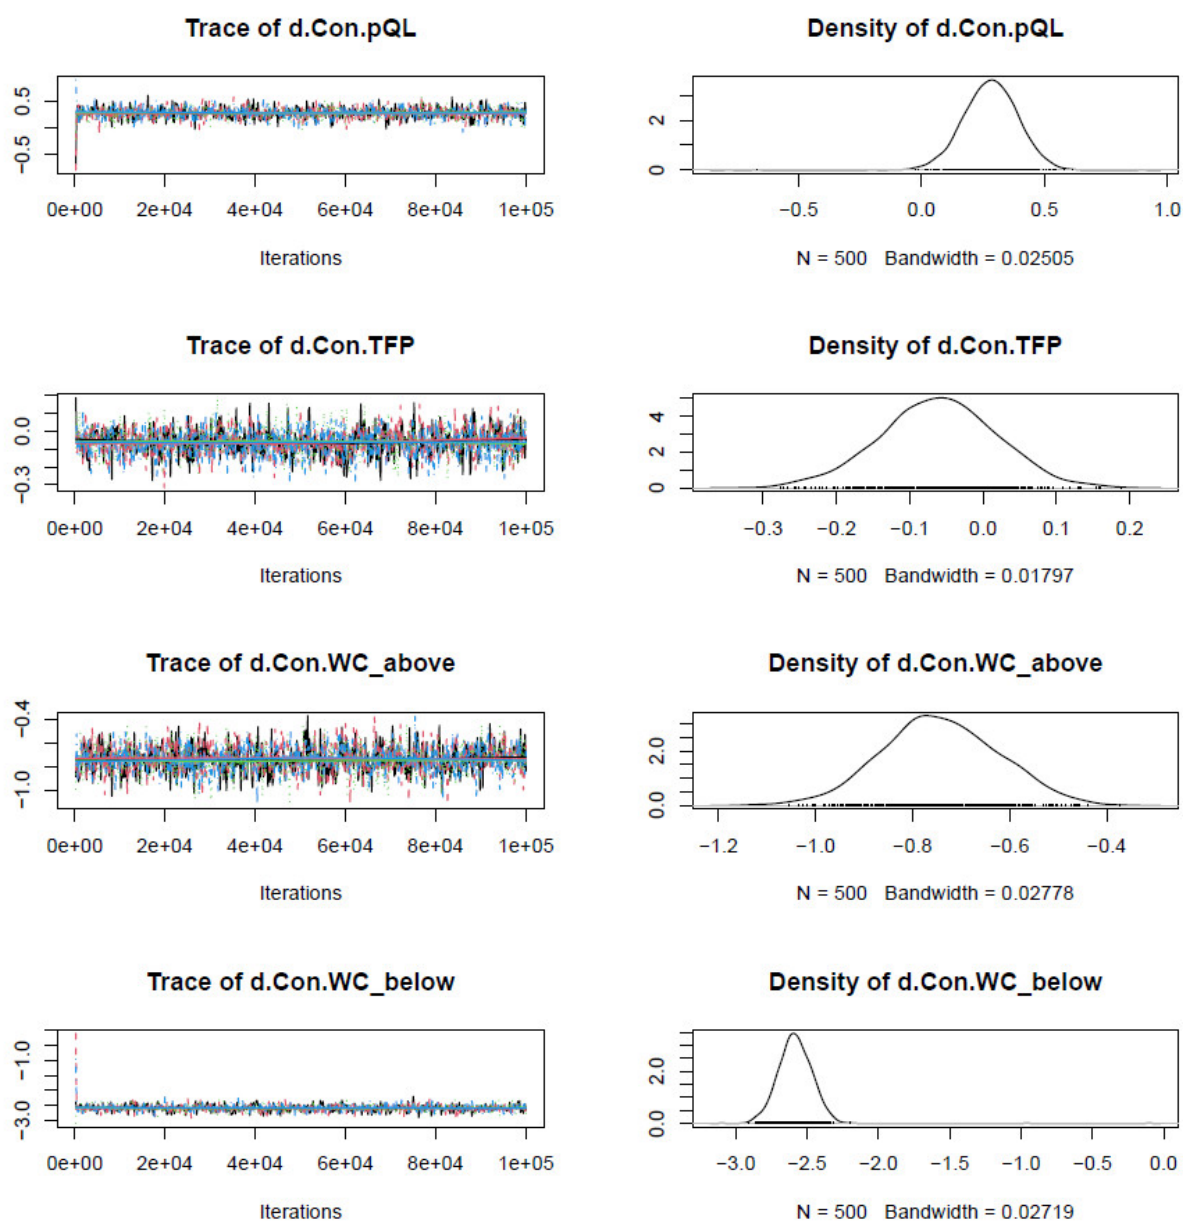 Trace of d.Con.pQL
Density of d.Con.pQL
0.5
−0.5
2
0
0e+00 2e+04 4e+04 6e+04 8e+04 1e+05
−0.5 0.0 0.5 1.0
Iterations
N = 500 Bandwidth = 0.02505
Trace of d.Con.TFP
Density of d.Con.TFP
0.0
−0.3
4
2
0
0e+00 2e+04 4e+04 6e+04 8e+04 1e+05
−0.3 −0.2 −0.1 0.0 0.1 0.2
Iterations
N = 500 Bandwidth = 0.01797
Trace of d.Con.WC_above
Density of d.Con.WC_above
−0.4
−1.0
2.0
0.0
0e+00 2e+04 4e+04 6e+04 8e+04 1e+05
−1.2 −1.0 −0.8 −0.6 −0.4
Iterations
N = 500 Bandwidth = 0.02778
Trace of d.Con.WC_below
Density of d.Con.WC_below
−1.0
−3.0
2.0
0.0
0e+00 2e+04 4e+04 6e+04 8e+04 1e+05
−3.0 −2.5 −2.0 −1.5 −1.0 −0.5 0.0
Iterations
N = 500 Bandwidth = 0.02719